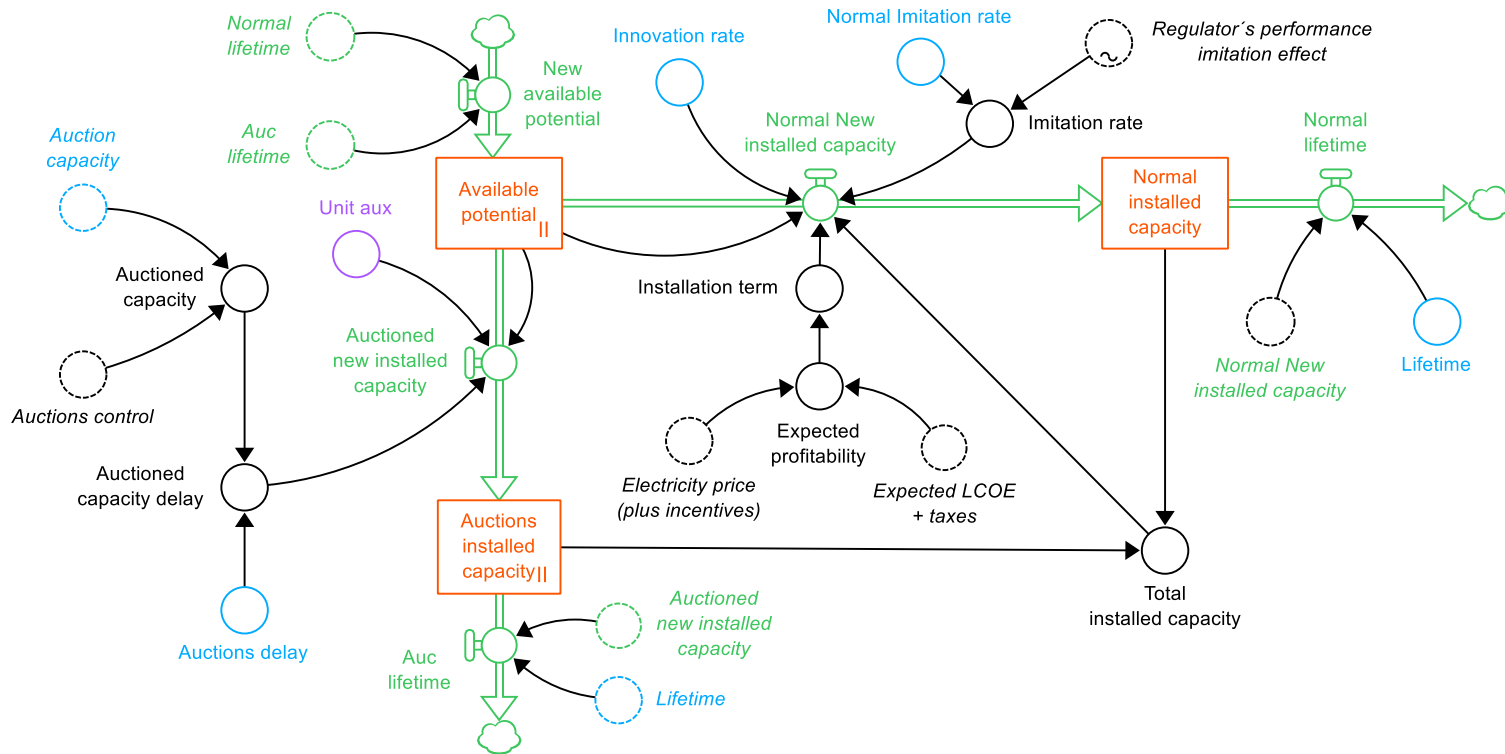 Normal
lifetime
Innovation rate
Normal Imitation rate
Regulator´s performance
imitation effect
New
available
potential
Auction
capacity
Auc
lifetime
Normal New
installed capacity
Imitation rate
Normal
lifetime
Available
potential
Normal
installed
capacity
Unit aux
Auctioned
capacity
Installation term
Auctioned
new installed
capacity
Normal New
installed capacity
Lifetime
Auctions control
Expected
profitability
Auctioned
capacity delay
Electricity price
(plus incentives)
Expected LCOE
+ taxes
Auctions
installed
capacity
Total
installed capacity
Auctions delay
Auctioned
new installed
capacity
Auc
lifetime
Lifetime